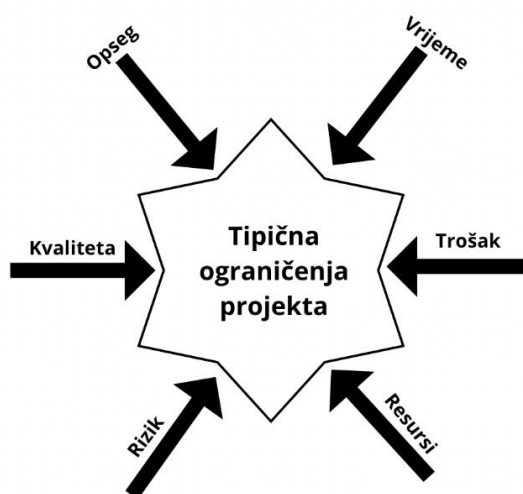 Opseg
Vrijeme
Kvaliteta
Tipična
ograničenja
projekta
Trošak
Rizik
Resursi